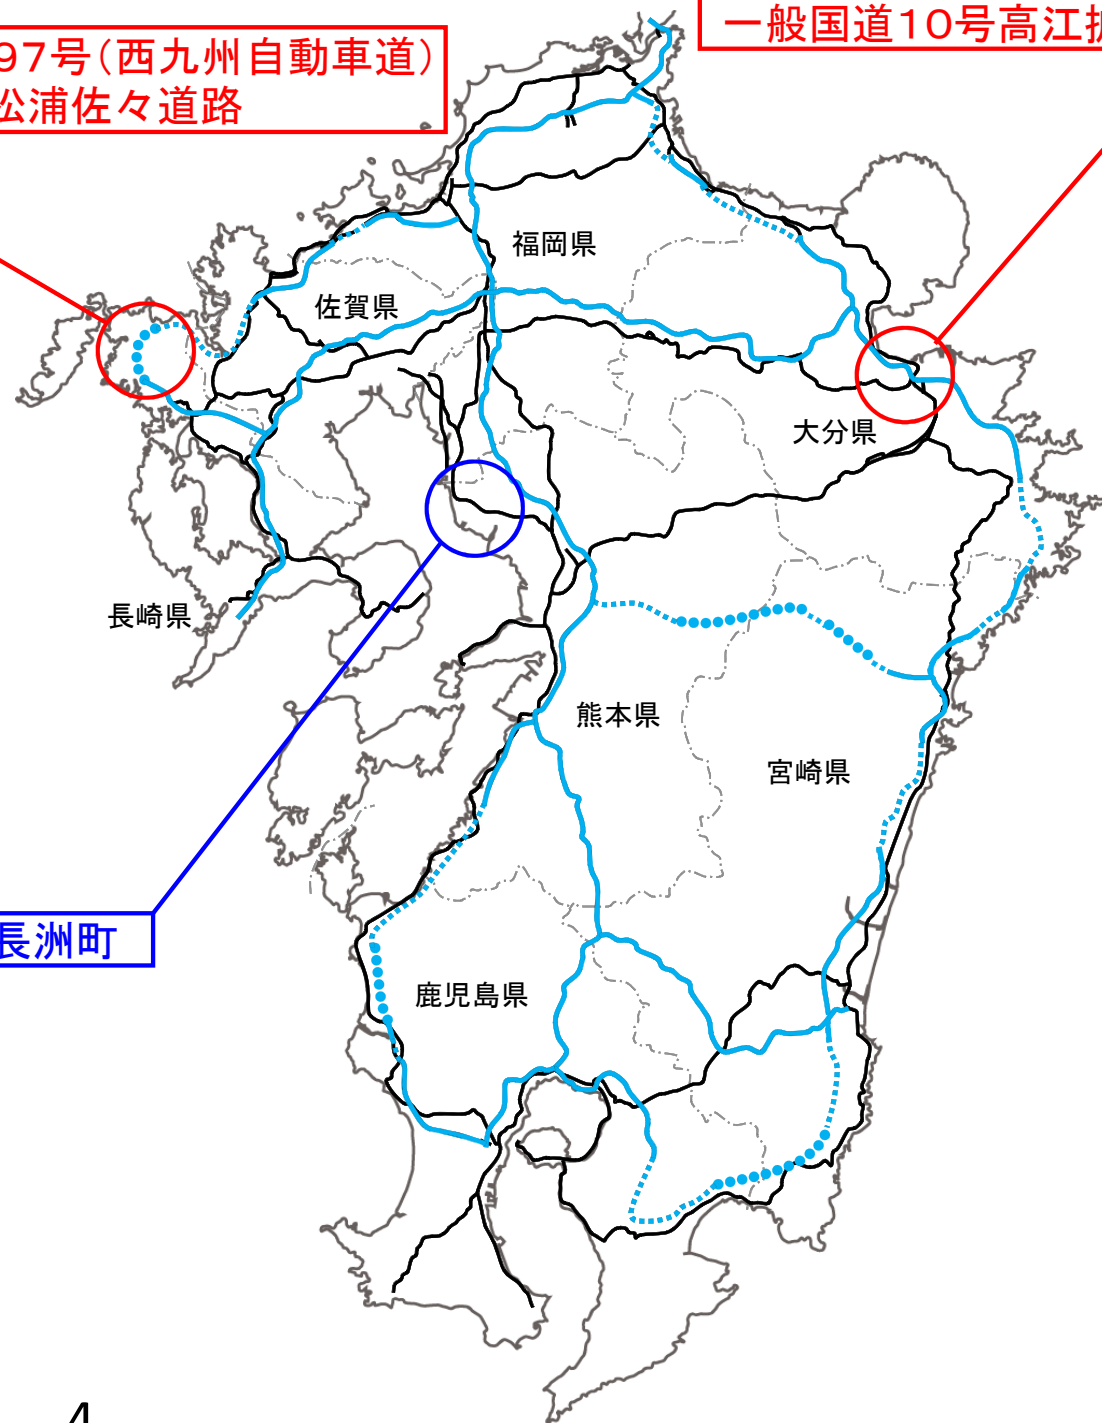 一般国道10号高江拡
97号(西九州自動車道)
松浦佐々道路
福岡県
佐賀県
大分県
長崎県
熊本県
宮崎県
長洲町
鹿児島県
4